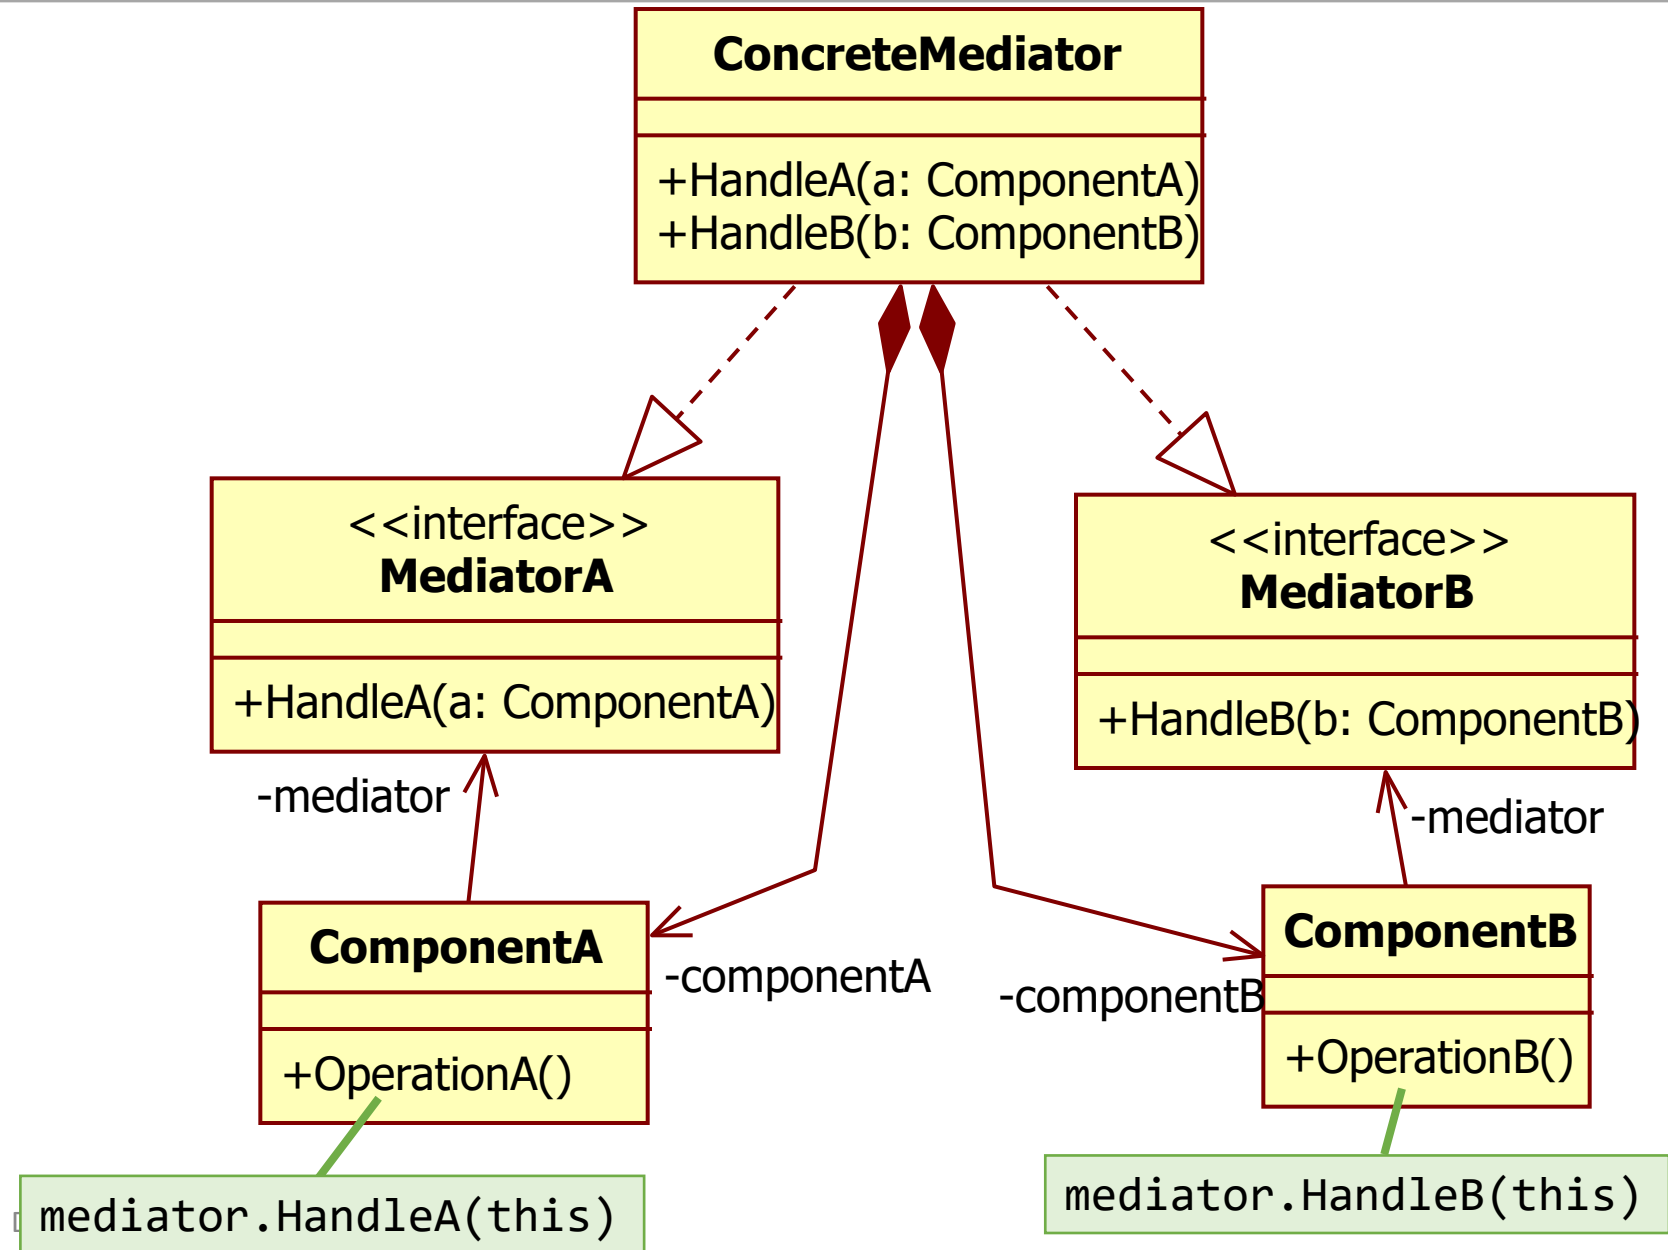 ConcreteMediator
+HandleA(a: ComponentA)
+HandleB(b: ComponentB)
<<interface>>
MediatorA
+HandleA(a: ComponentA)
<<interface>>
MediatorB
+HandleB(b: ComponentB)
-mediator
-mediator
ComponentA
+OperationA()
-componentA
-componentB
ComponentB
+OperationB()
mediator.HandleA(this)
mediator.HandleB(this)